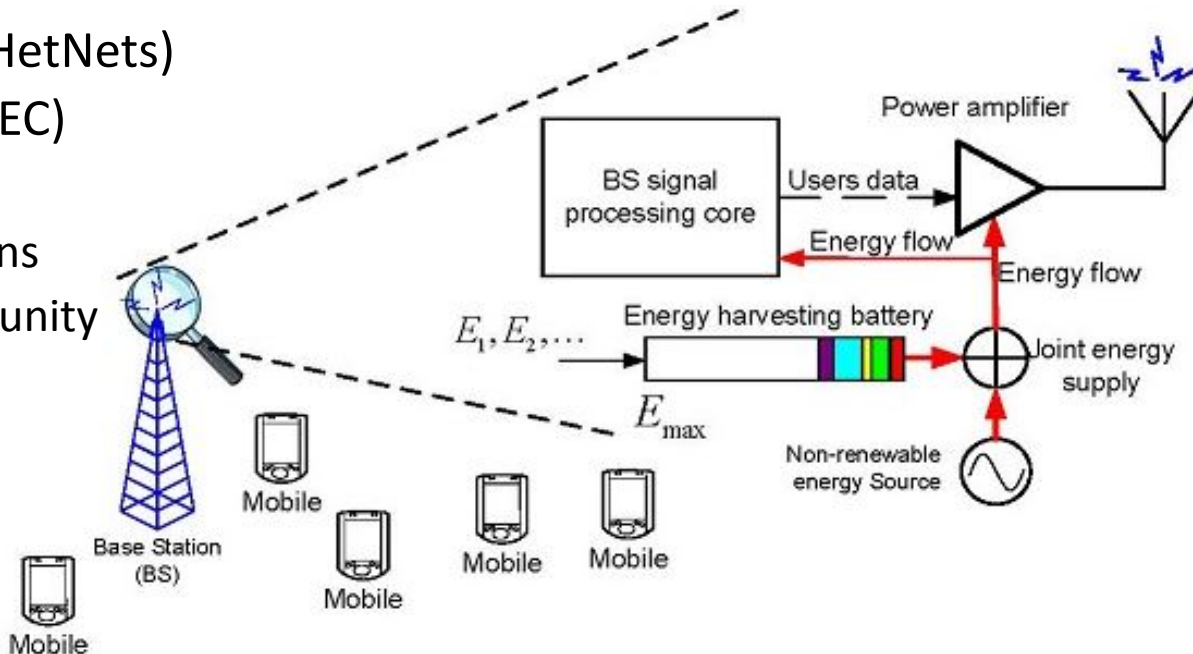 HetNets)
EC)
ns
unity
Power amplifier
BS signal
processing core
Users data
Energy flow
Energy flow
Energy harvesting battery
E₁, E₂,...
E_max
Joint energy
supply
Non-renewable
energy Source
Base Station
(BS)
Mobile
Mobile
Mobile
Mobile
Mobile